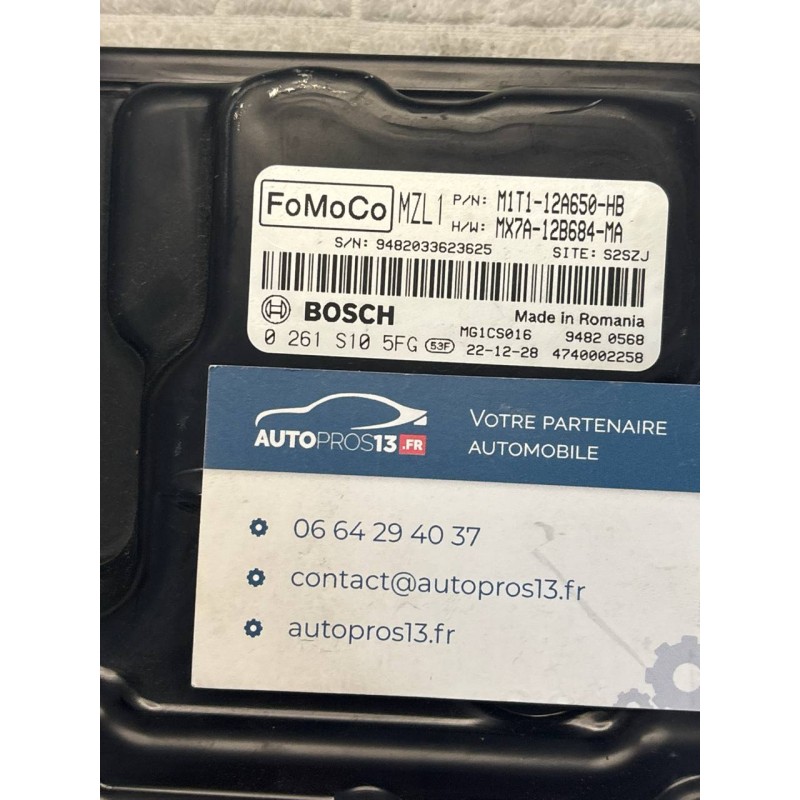 FoMoCo MZL1 P/N: M1T1-12A650-HB
H/W: MX7A-12B684-MA
S/N: 9482033623625 SITE: S2SZJ
BOSCH Made in Romania
MG1CS016 9482 0568
0 261 S10 5FG 53F 22-12-28 4740002258
AUTOPROS13.FR
VOTRE PARTENAIRE
AUTOMOBILE
06 64 29 40 37
contact@autopros13.fr
autopros13.fr